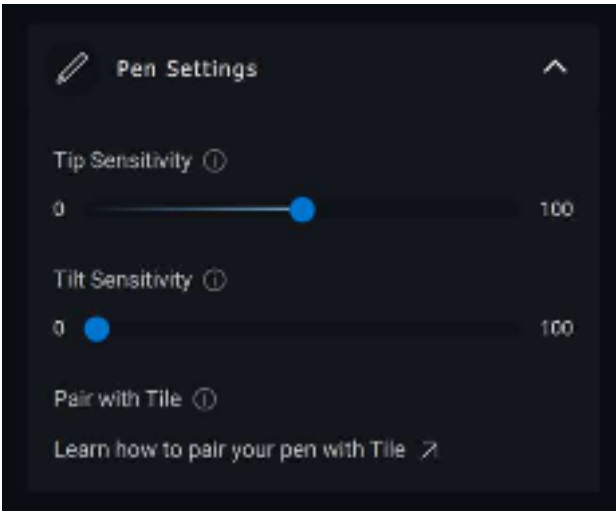 Pen Settings
Tip Sensitivity
0 100
Tilt Sensitivity
0 100
Pair with Tile
Learn how to pair your pen with Tile